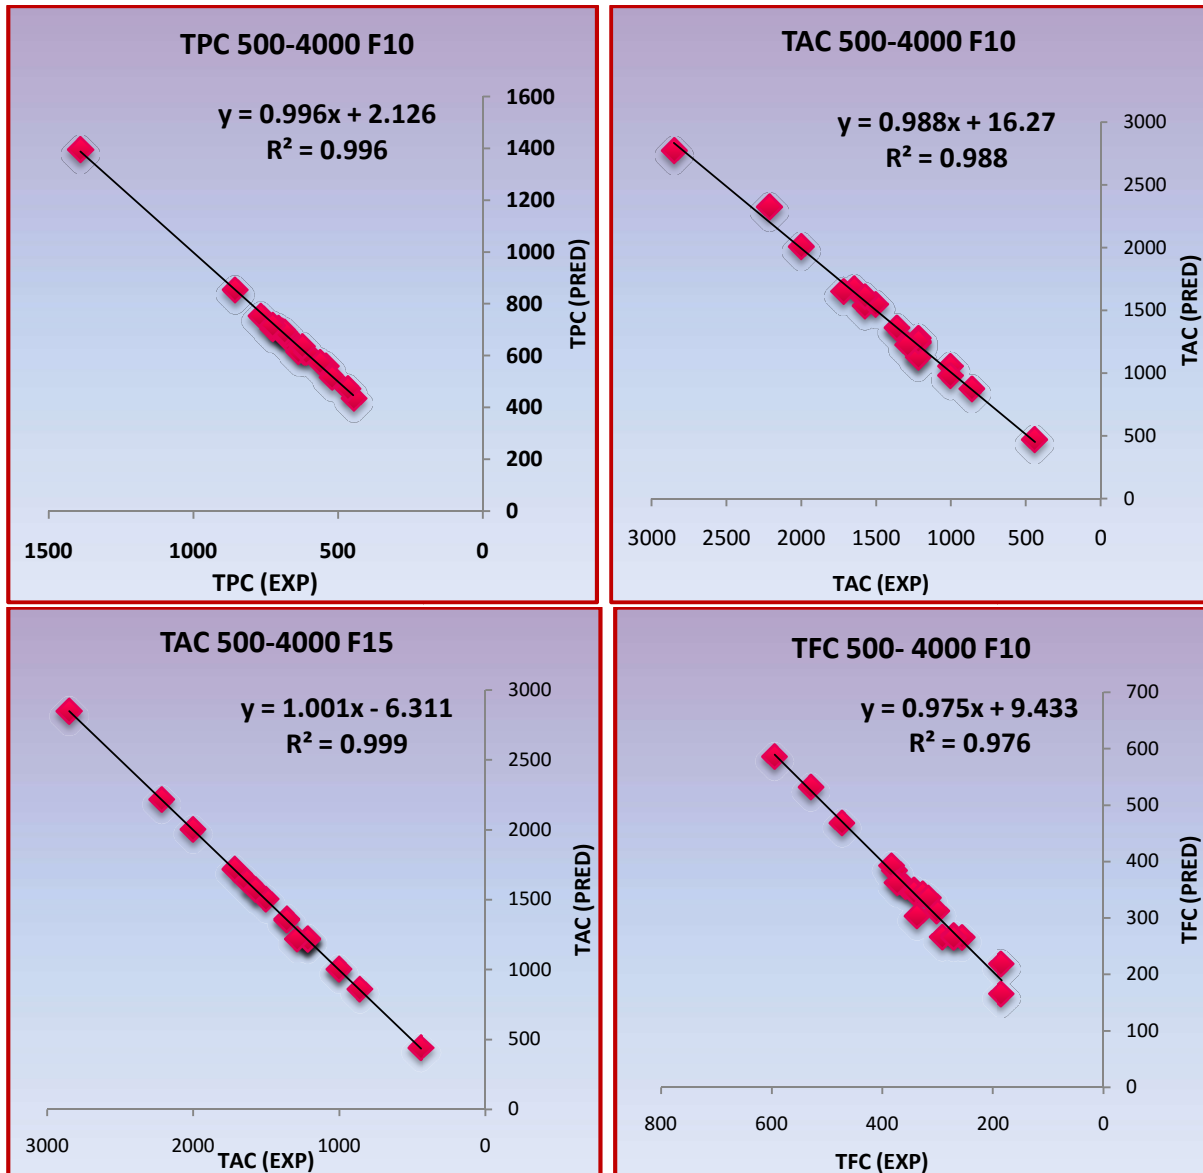 TPC 500-4000 F10
y = 0.996x + 2.126
R² = 0.996
1600
1400
1200
1000
800
600
400
200
0
TPC (PRED)
1500 1000 500 0
TPC (EXP)
TAC 500-4000 F10
y = 0.988x + 16.27
R² = 0.988
3000
2500
2000
1500
1000
500
0
TAC (PRED)
3000 2500 2000 1500 1000 500 0
TAC (EXP)
TAC 500-4000 F15
y = 1.001x - 6.311
R² = 0.999
3000
2500
2000
1500
1000
500
0
TAC (PRED)
3000 2000 1000 0
TAC (EXP)
TFC 500- 4000 F10
y = 0.975x + 9.433
R² = 0.976
700
600
500
400
300
200
100
0
TFC (PRED)
800 600 400 200 0
TFC (EXP)